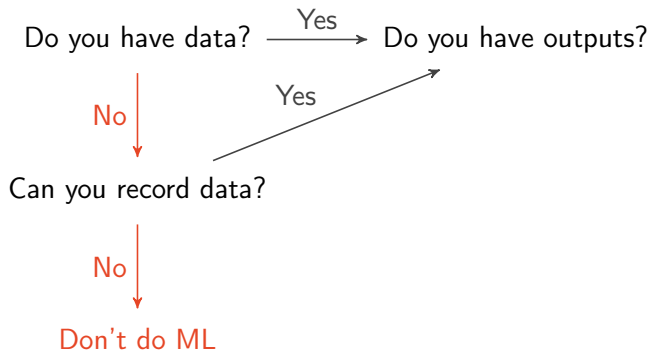 Do you have data?
Yes
Do you have outputs?
No
Yes
Can you record data?
No
Don't do ML